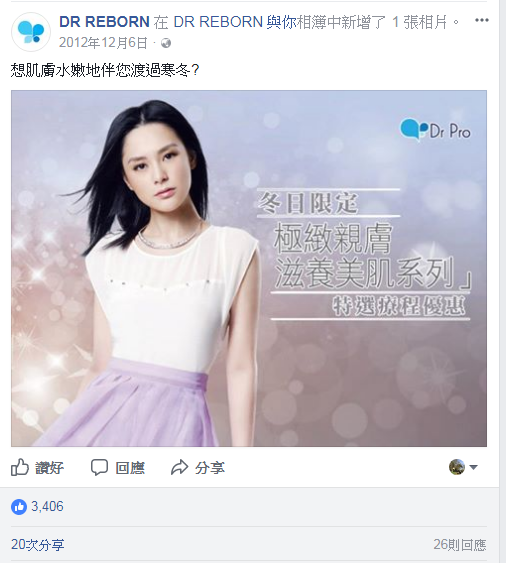 DR REBORN 在 DR REBORN 與你相簿中新增了 1 張相片。
2012年12月6日 ·
想肌膚水嫩地伴您渡過寒冬?
Dr Pro
冬日限定
極緻親膚
滋養美肌系列」
特選療程優惠
讚好 回應 分享
3,406
20次分享 26則回應